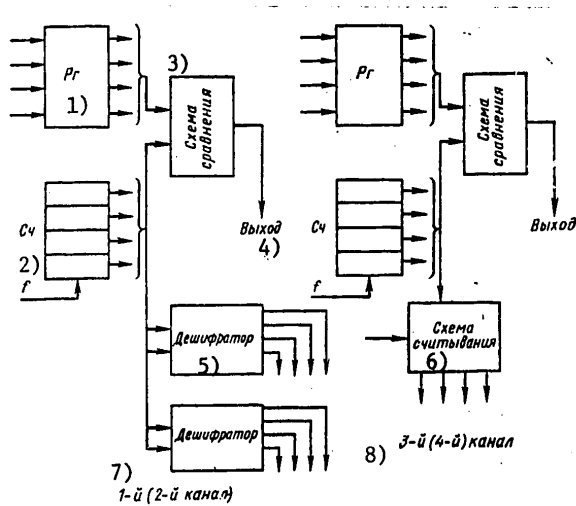 Рг
1)
3)
Схема
сравнения
Сч
2)
f
Выход
4)
Дешифратор
5)
Дешифратор
7)
1-й (2-й канал)
Рг
Схема
сравнения
Сч
f
Выход
Схема
считывания
6)
8)
3-й (4-й) канал